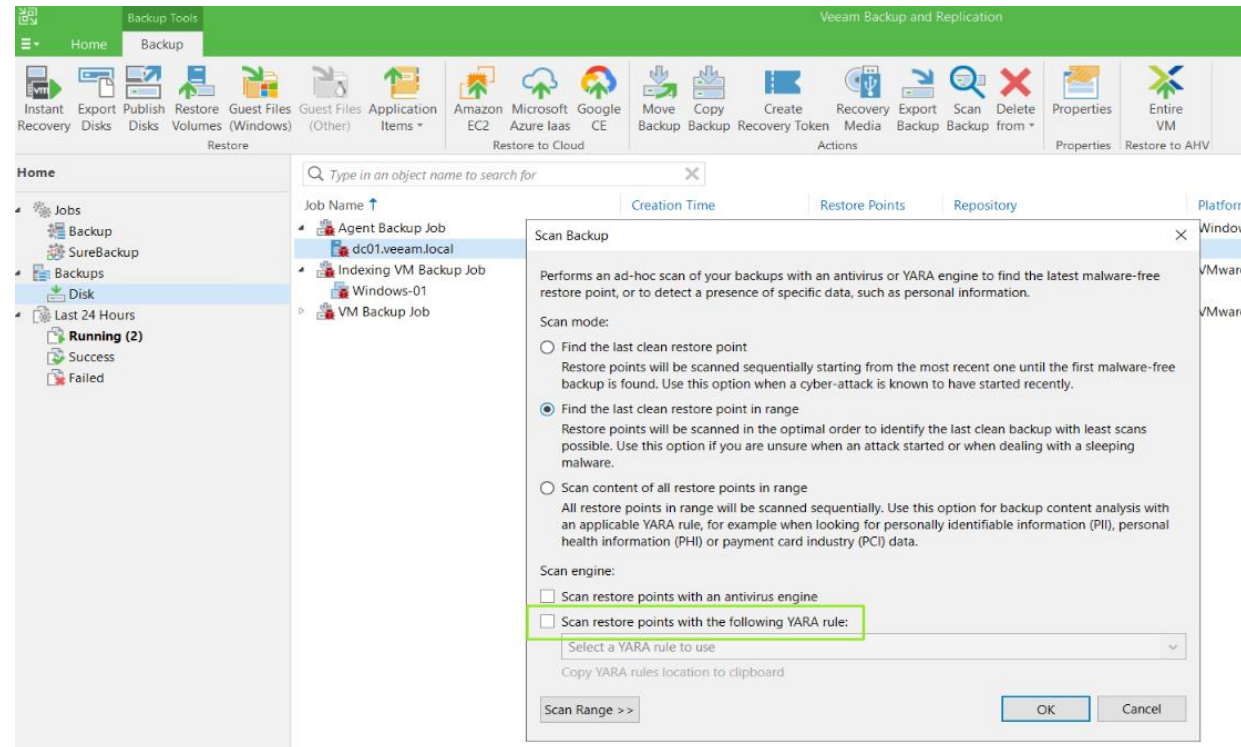 Backup Tools
Veeam Backup and Replication
Home Backup
Instant Recovery
Export Disks
Publish Disks
Restore Volumes
Guest Files (Windows)
Guest Files (Other)
Application Items
Amazon EC2
Microsoft Azure Iaas
Google CE
Move Backup
Copy Backup
Create Recovery Token
Recovery Media
Export Backup
Scan Backup
Delete from
Properties
Entire VM
Restore
Restore to Cloud
Actions
Properties
Restore to AHV
Home
Jobs
Backup
SureBackup
Backups
Disk
Last 24 Hours
Running (2)
Success
Failed
Type in an object name to search for
Job Name Creation Time Restore Points Repository Platfor
Agent Backup Job Window
dc01.veeam.local
Indexing VM Backup Job VMware
Windows-01
VM Backup Job VMware
Scan Backup
Performs an ad-hoc scan of your backups with an antivirus or YARA engine to find the latest malware-free
restore point, or to detect a presence of specific data, such as personal information.
Scan mode:
Find the last clean restore point
Restore points will be scanned sequentially starting from the most recent one until the first malware-free
backup is found. Use this option when a cyber-attack is known to have started recently.
Find the last clean restore point in range
Restore points will be scanned in the optimal order to identify the last clean backup with least scans
possible. Use this option if you are unsure when an attack started or when dealing with a sleeping
malware.
Scan content of all restore points in range
All restore points in range will be scanned sequentially. Use this option for backup content analysis with
an applicable YARA rule, for example when looking for personally identifiable information (PII), personal
health information (PHI) or payment card industry (PCI) data.
Scan engine:
Scan restore points with an antivirus engine
Scan restore points with the following YARA rule:
Select a YARA rule to use
Copy YARA rules location to clipboard
Scan Range >>
OK
Cancel